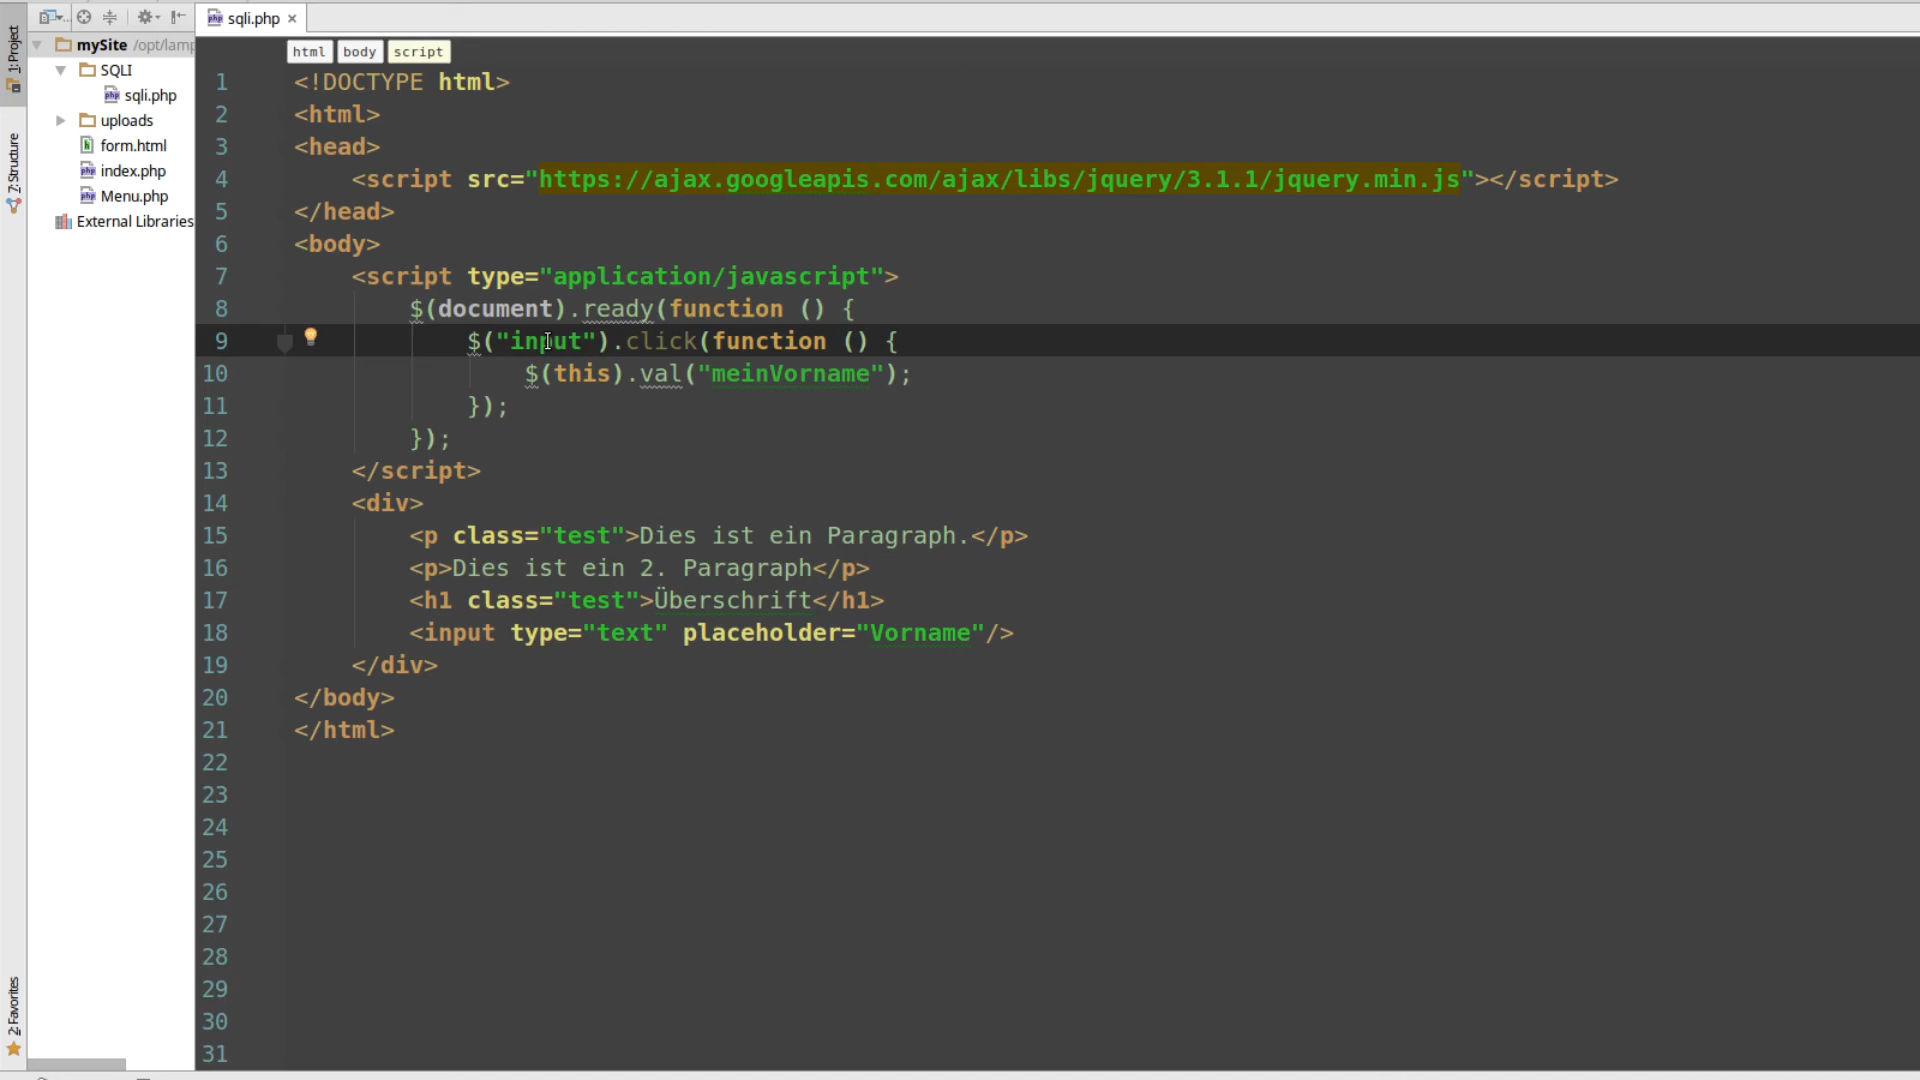 sqli.php
1: Project
mySite /opt/lamp
SQLI
sqli.php
uploads
form.html
index.php
Menu.php
External Libraries
7: Structure
2: Favorites
html body script
1 <!DOCTYPE html>
2 <html>
3 <head>
4 <script src="https://ajax.googleapis.com/ajax/libs/jquery/3.1.1/jquery.min.js"></script>
5 </head>
6 <body>
7 <script type="application/javascript">
8 $(document).ready(function () {
9 $("input").click(function () {
10 $(this).val("meinVorname");
11 });
12 });
13 </script>
14 <div>
15 <p class="test">Dies ist ein Paragraph.</p>
16 <p>Dies ist ein 2. Paragraph</p>
17 <h1 class="test">Überschrift</h1>
18 <input type="text" placeholder="Vorname"/>
19 </div>
20 </body>
21 </html>
22
23
24
25
26
27
28
29
30
31